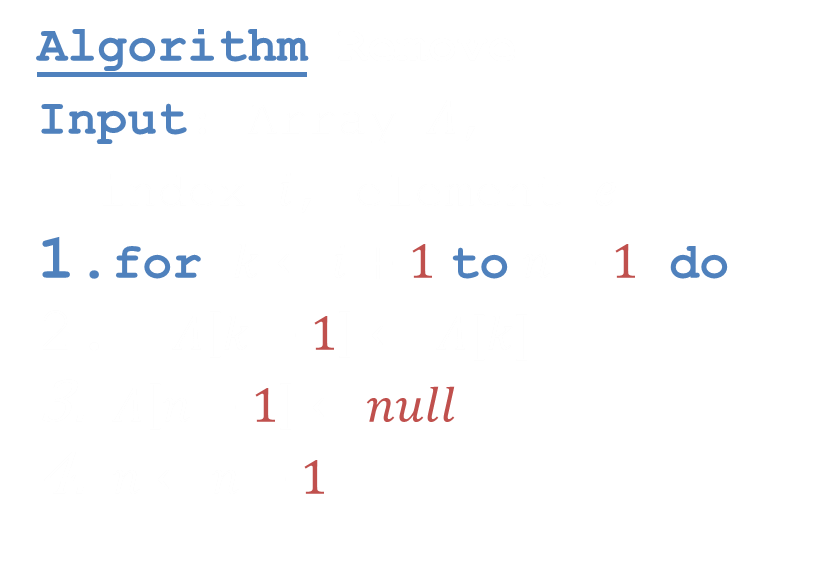 Algorithm
Input
1.for 1 to 1 do
1
1 null
1